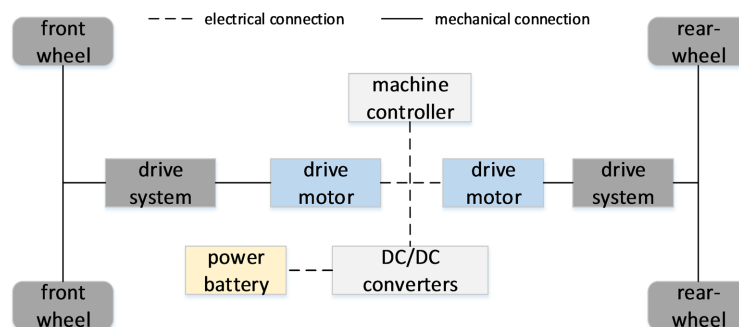 front
wheel
electrical connection
mechanical connection
rear-
wheel
machine
controller
drive
system
drive
motor
drive
motor
drive
system
power
battery
DC/DC
converters
front
wheel
rear-
wheel